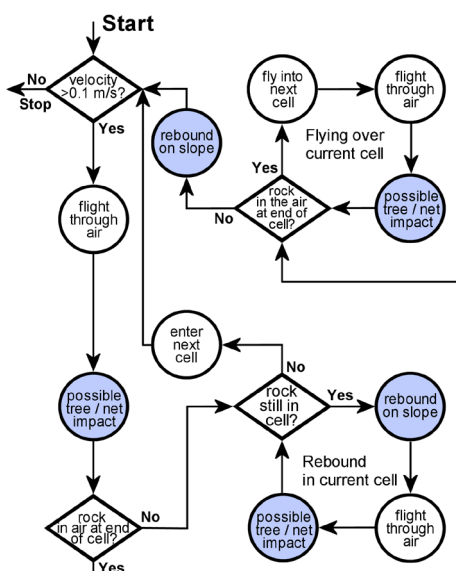 Start
velocity
>0.1 m/s?
No
Stop
Yes
flight
through
air
possible
tree / net
impact
rock
in air at end
of cell?
No
Yes
rebound
on slope
fly into
next
cell
flight
through
air
Flying over
current cell
possible
tree / net
impact
rock
in the air
at end of
cell?
Yes
No
enter
next
cell
rock
still in
cell?
No
Yes
rebound
on slope
Rebound
in current cell
flight
through
air
possible
tree / net
impact